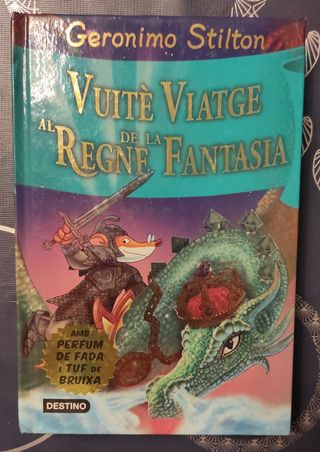 Geronimo Stilton
VUITÈ VIATGE
AL REGNE DE LA FANTASIA
AMB
PERFUM
DE FADA
I TUF DE
BRUIXA
DESTINO